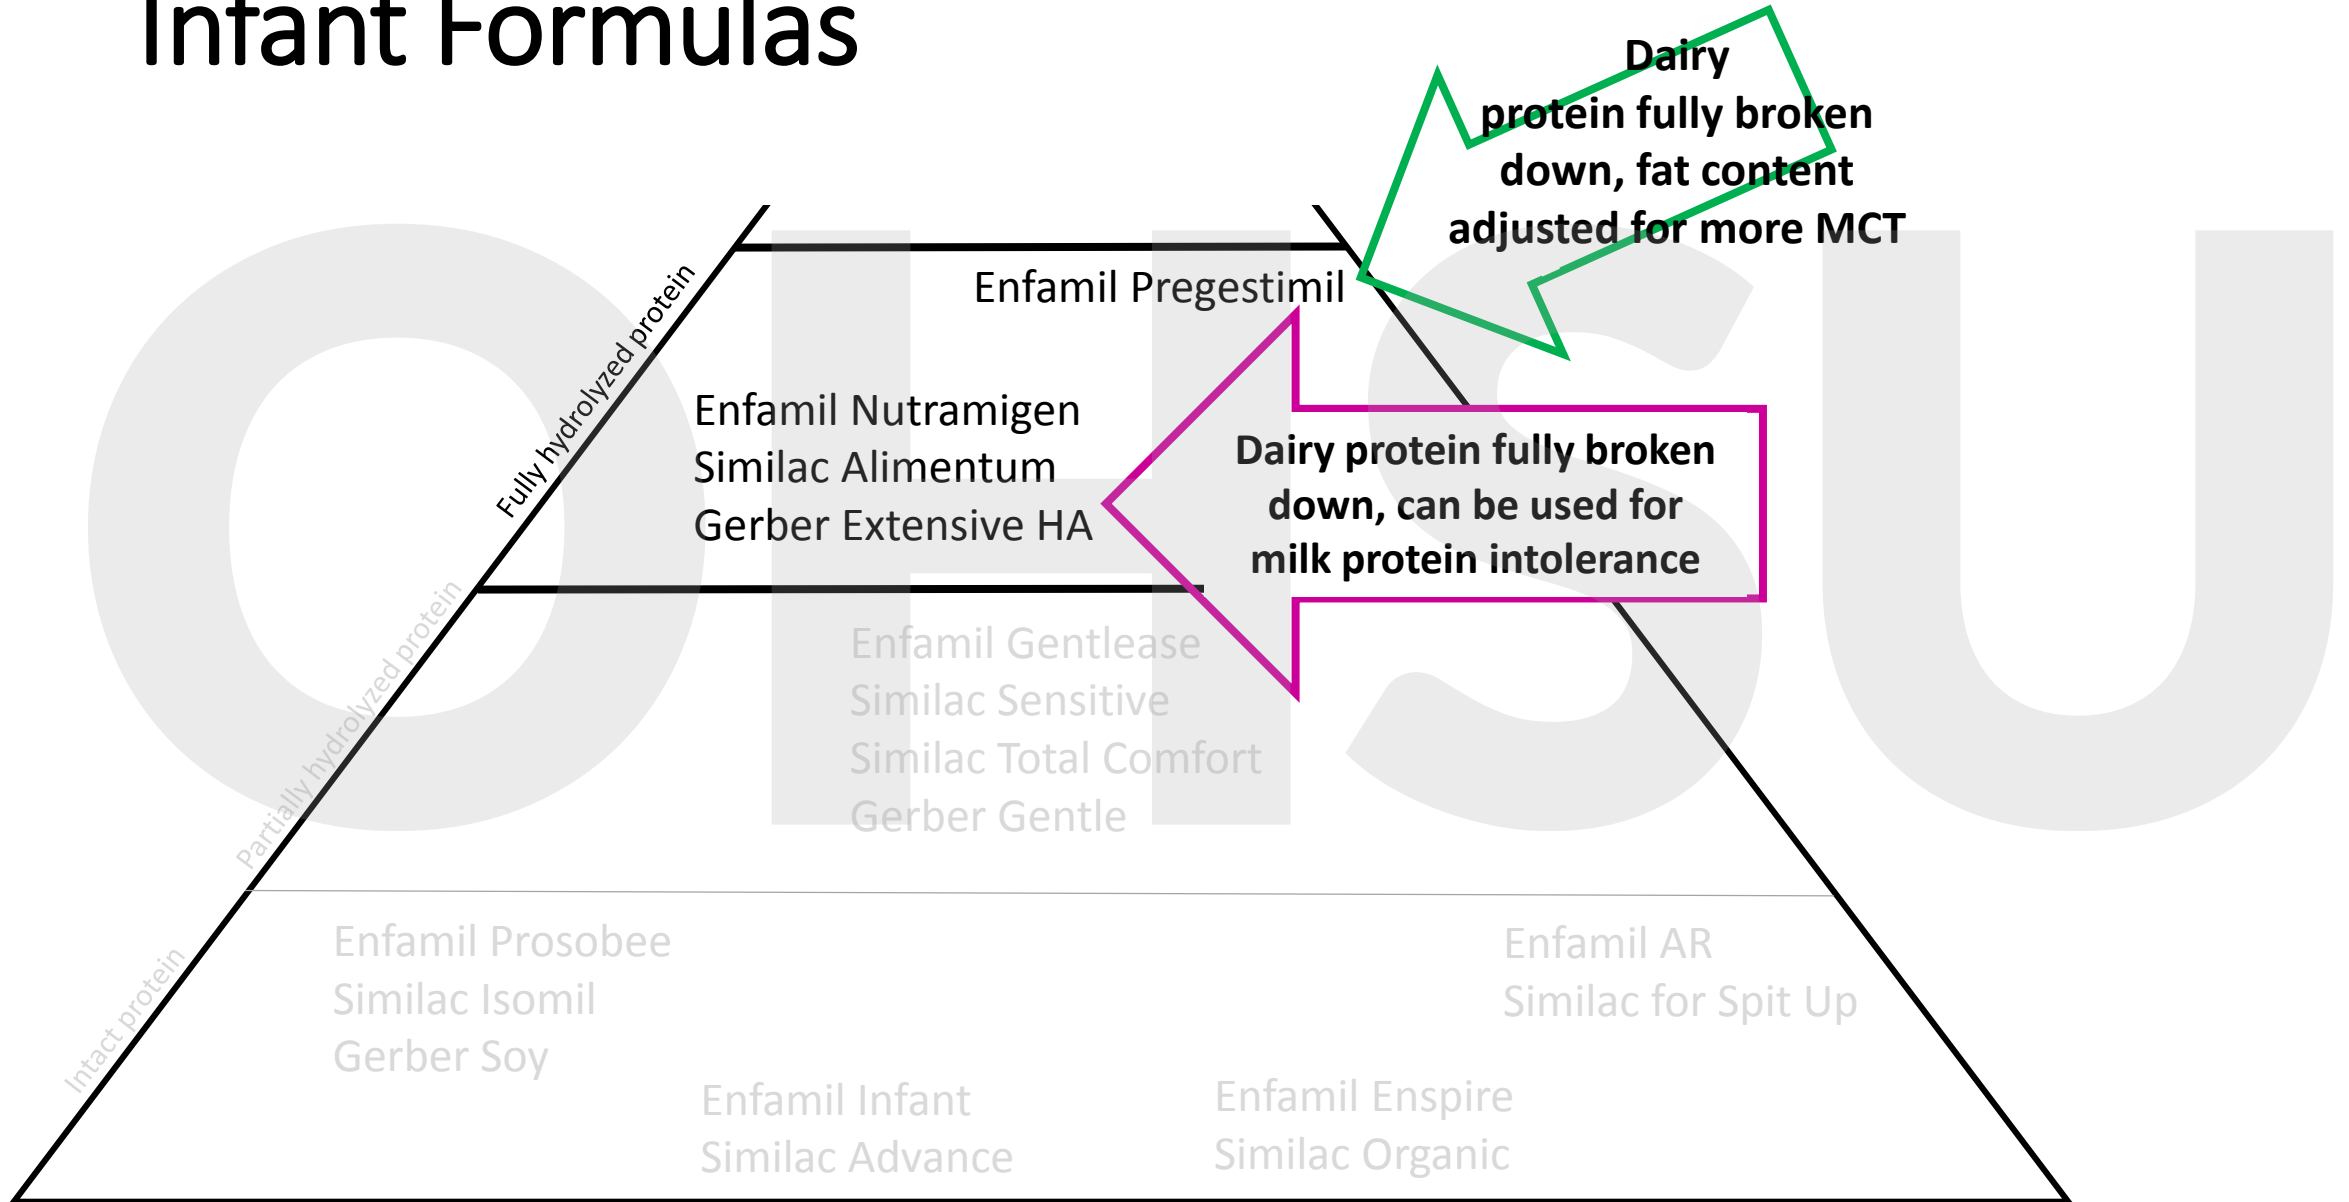 Infant Formulas
Dairy
protein fully broken
down, fat content
adjusted for more MCT
Enfamil Pregestimil
Fully hydrolyzed protein
Enfamil Nutramigen
Similac Alimentum
Gerber Extensive HA
Dairy protein fully broken
down, can be used for
milk protein intolerance
Partially hydrolyzed protein
Enfamil Gentlease
Similac Sensitive
Similac Total Comfort
Gerber Gentle
Intact protein
Enfamil Prosobee
Similac Isomil
Gerber Soy
Enfamil AR
Similac for Spit Up
Enfamil Infant
Similac Advance
Enfamil Enspire
Similac Organic
OHSU